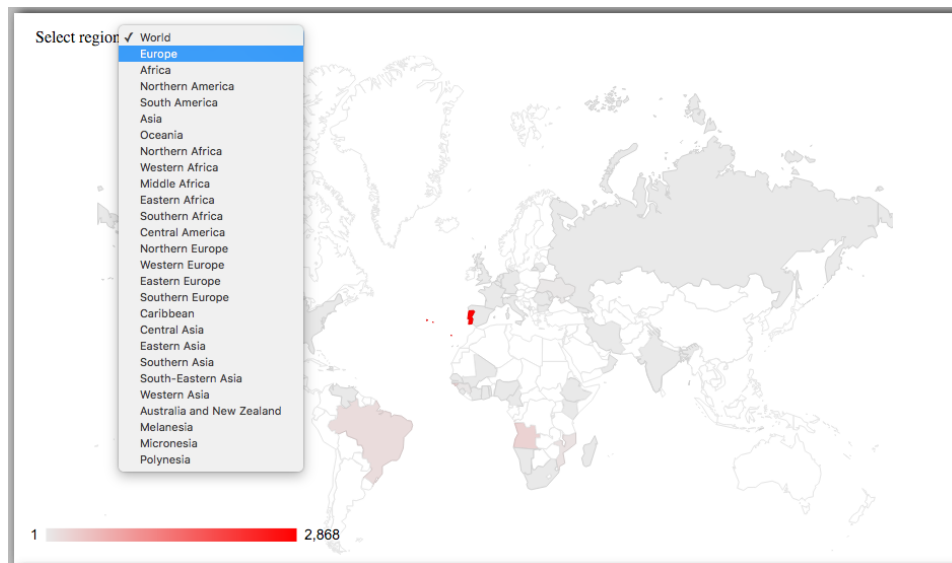 Select region ✓ World
Europe
Africa
Northern America
South America
Asia
Oceania
Northern Africa
Western Africa
Middle Africa
Eastern Africa
Southern Africa
Central America
Northern Europe
Western Europe
Eastern Europe
Southern Europe
Caribbean
Central Asia
Eastern Asia
Southern Asia
South-Eastern Asia
Western Asia
Australia and New Zealand
Melanesia
Micronesia
Polynesia
1 2,868